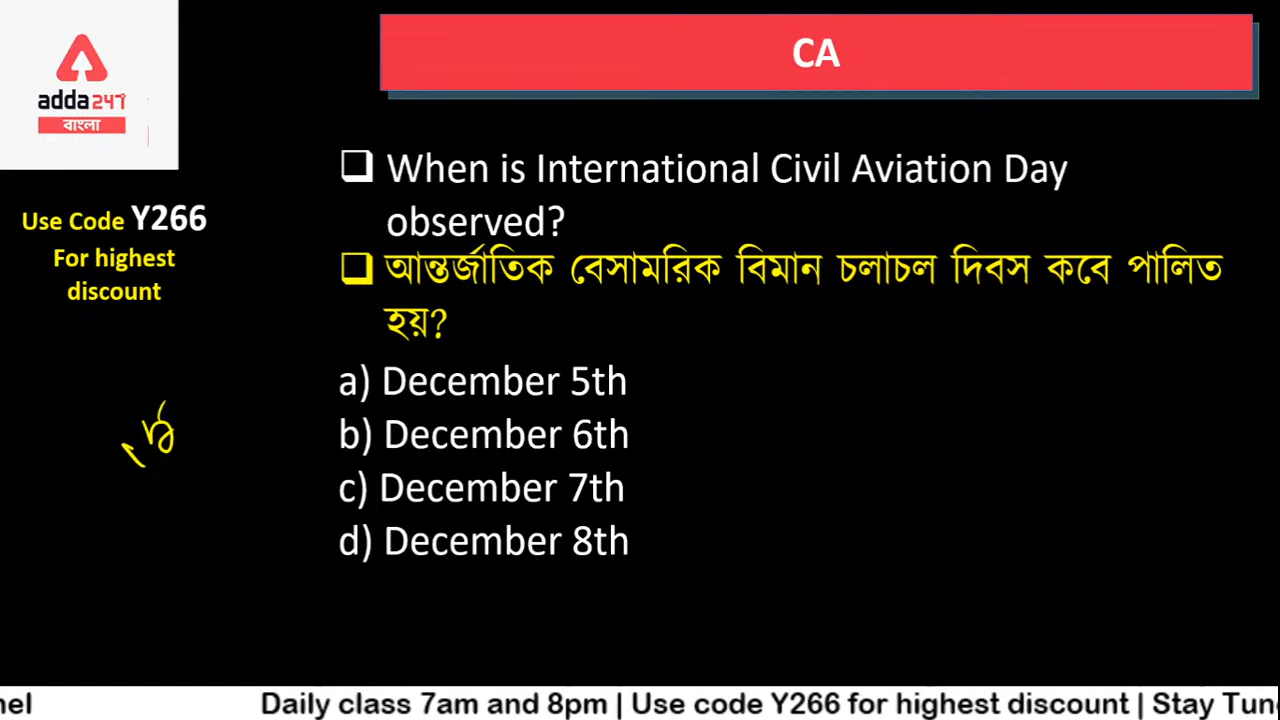 CA
adda247
বাংলা
Use Code Y266
For highest
discount
When is International Civil Aviation Day
observed?
আন্তর্জাতিক বেসামরিক বিমান চলাচল দিবস কবে পালিত
হয়?
a) December 5th
b) December 6th
c) December 7th
d) December 8th
nel Daily class 7am and 8pm | Use code Y266 for highest discount | Stay Tun